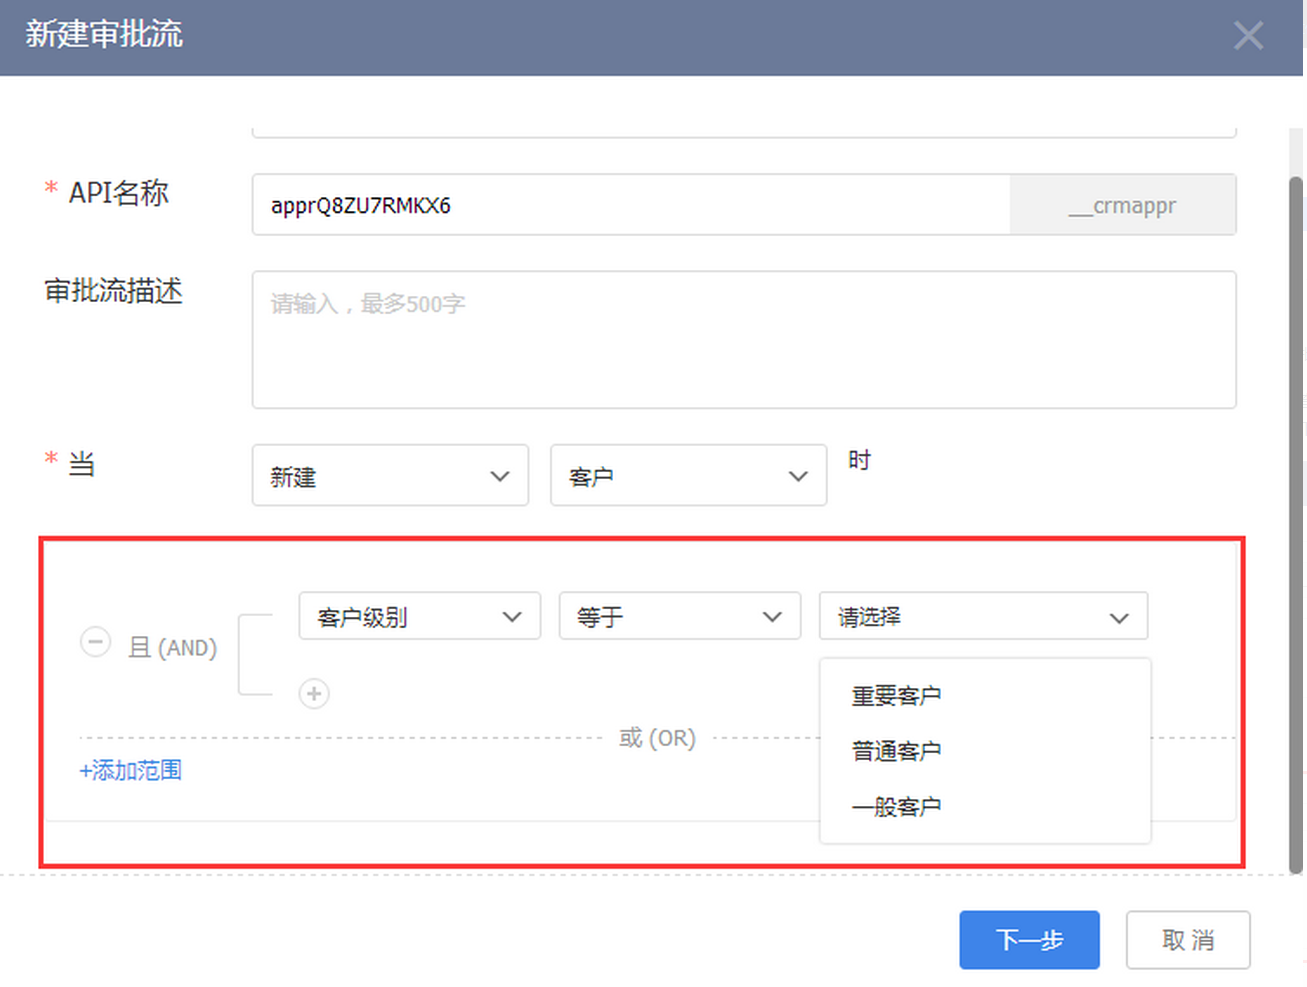 新建审批流
* API名称
apprQ8ZU7RMKX6
__crmappr
审批流描述
请输入，最多500字
* 当
新建
客户
时
且 (AND)
客户级别
等于
请选择
重要客户
普通客户
一般客户
或 (OR)
+添加范围
下一步
取 消